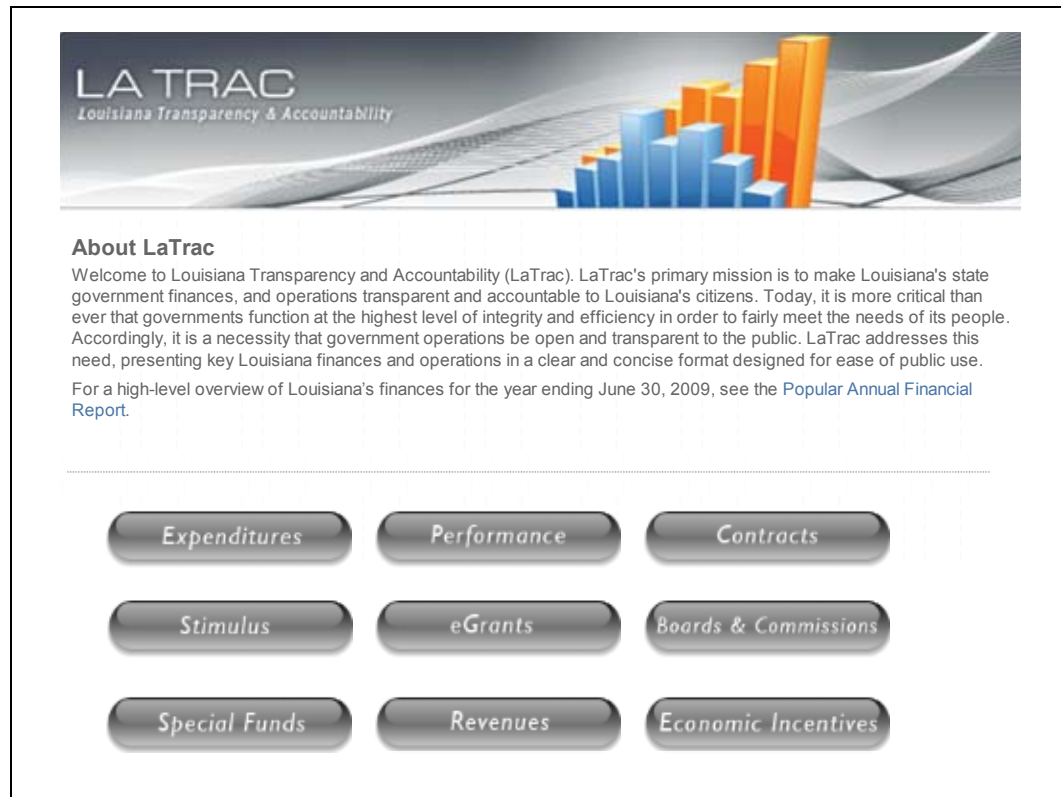 LA TRAC
Louisiana Transparency & Accountability
About LaTrac
Welcome to Louisiana Transparency and Accountability (LaTrac). LaTrac's primary mission is to make Louisiana's state
government finances, and operations transparent and accountable to Louisiana's citizens. Today, it is more critical than
ever that governments function at the highest level of integrity and efficiency in order to fairly meet the needs of its people.
Accordingly, it is a necessity that government operations be open and transparent to the public. LaTrac addresses this
need, presenting key Louisiana finances and operations in a clear and concise format designed for ease of public use.
For a high-level overview of Louisiana’s finances for the year ending June 30, 2009, see the Popular Annual Financial
Report.
Expenditures Performance Contracts
Stimulus eGrants Boards & Commissions
Special Funds Revenues Economic Incentives